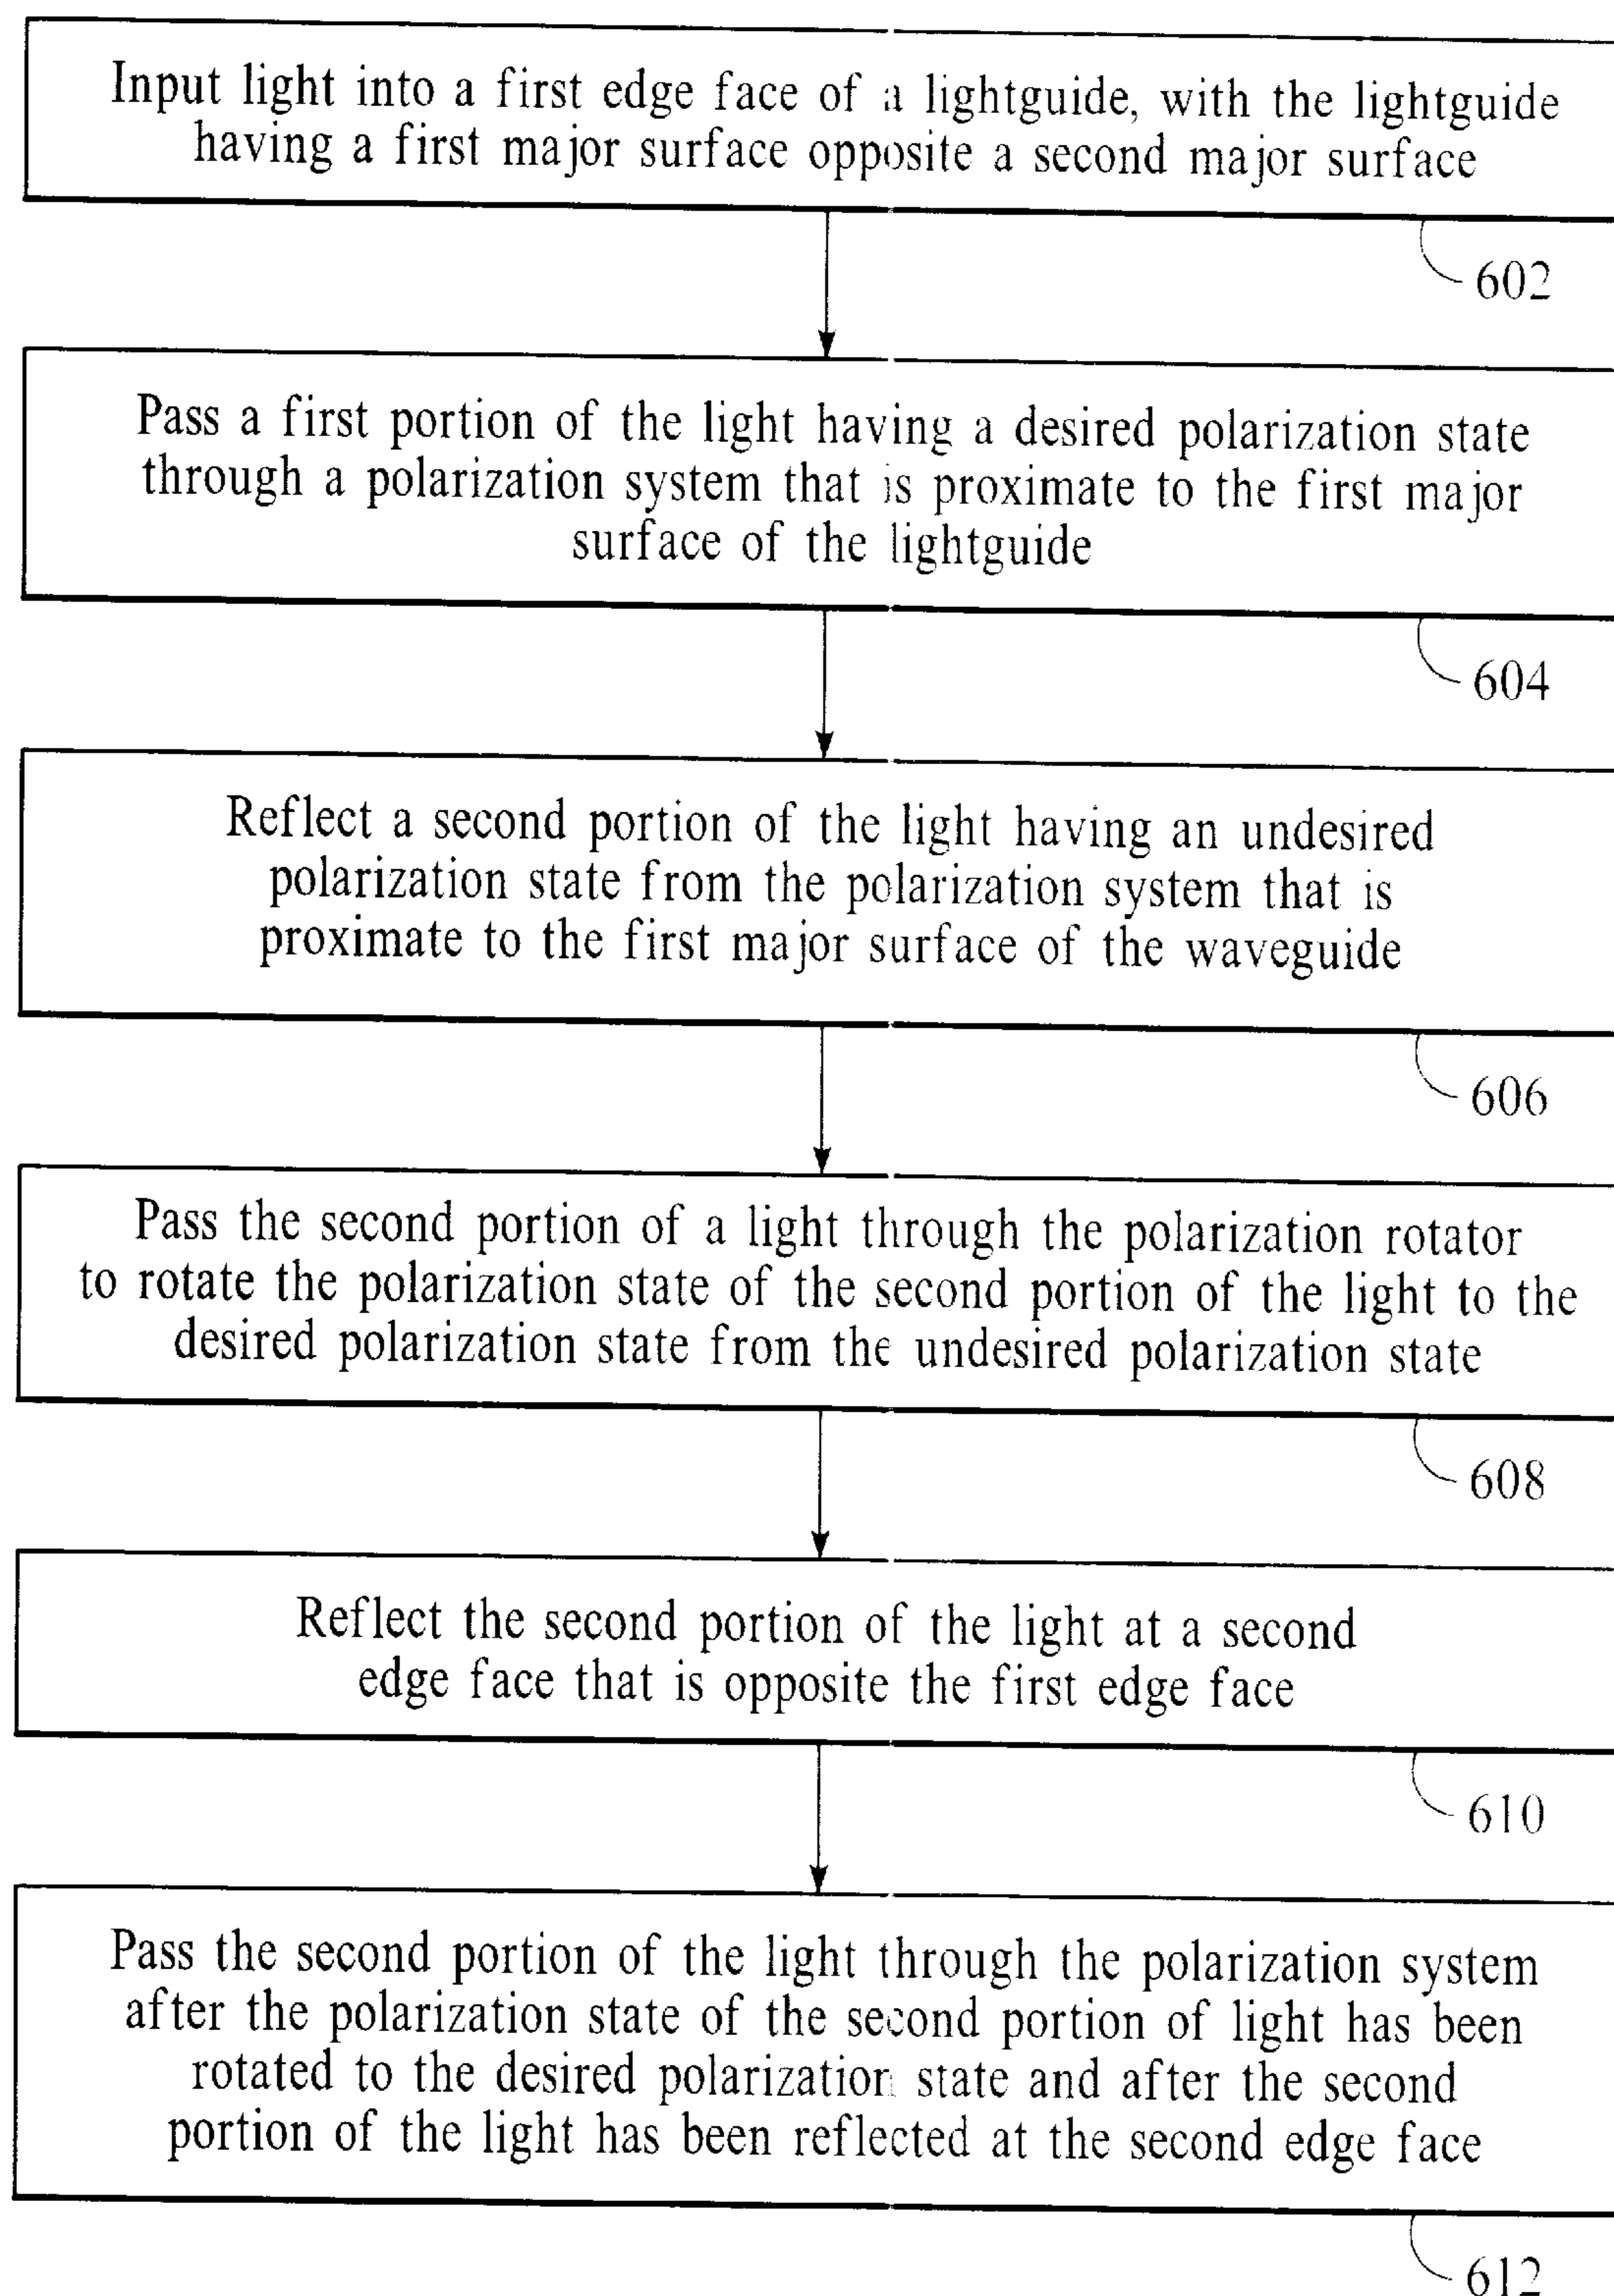 Input light into a first edge face of a lightguide, with the lightguide
having a first major surface opposite a second major surface
602
Pass a first portion of the light having a desired polarization state
through a polarization system that is proximate to the first major
surface of the lightguide
604
Reflect a second portion of the light having an undesired
polarization state from the polarization system that is
proximate to the first major surface of the waveguide
606
Pass the second portion of a light through the polarization rotator
to rotate the polarization state of the second portion of the light to the
desired polarization state from the undesired polarization state
608
Reflect the second portion of the light at a second
edge face that is opposite the first edge face
610
Pass the second portion of the light through the polarization system
after the polarization state of the second portion of light has been
rotated to the desired polarization state and after the second
portion of the light has been reflected at the second edge face
612